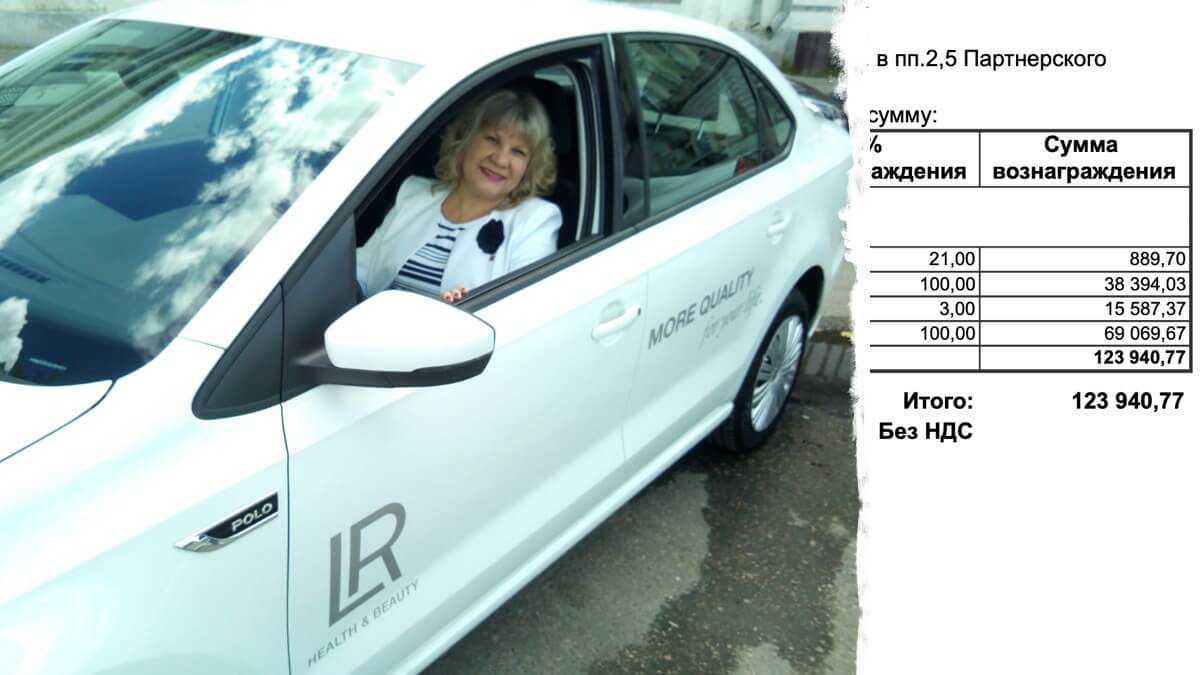 MORE QUALITY
for your life.
POLO
LR
HEALTH & BEAUTY
в пп.2,5 Партнерского
сумму:
%
аждения
Сумма
вознаграждения
21,00 889,70
100,00 38 394,03
3,00 15 587,37
100,00 69 069,67
123 940,77
Итого: 123 940,77
Без НДС